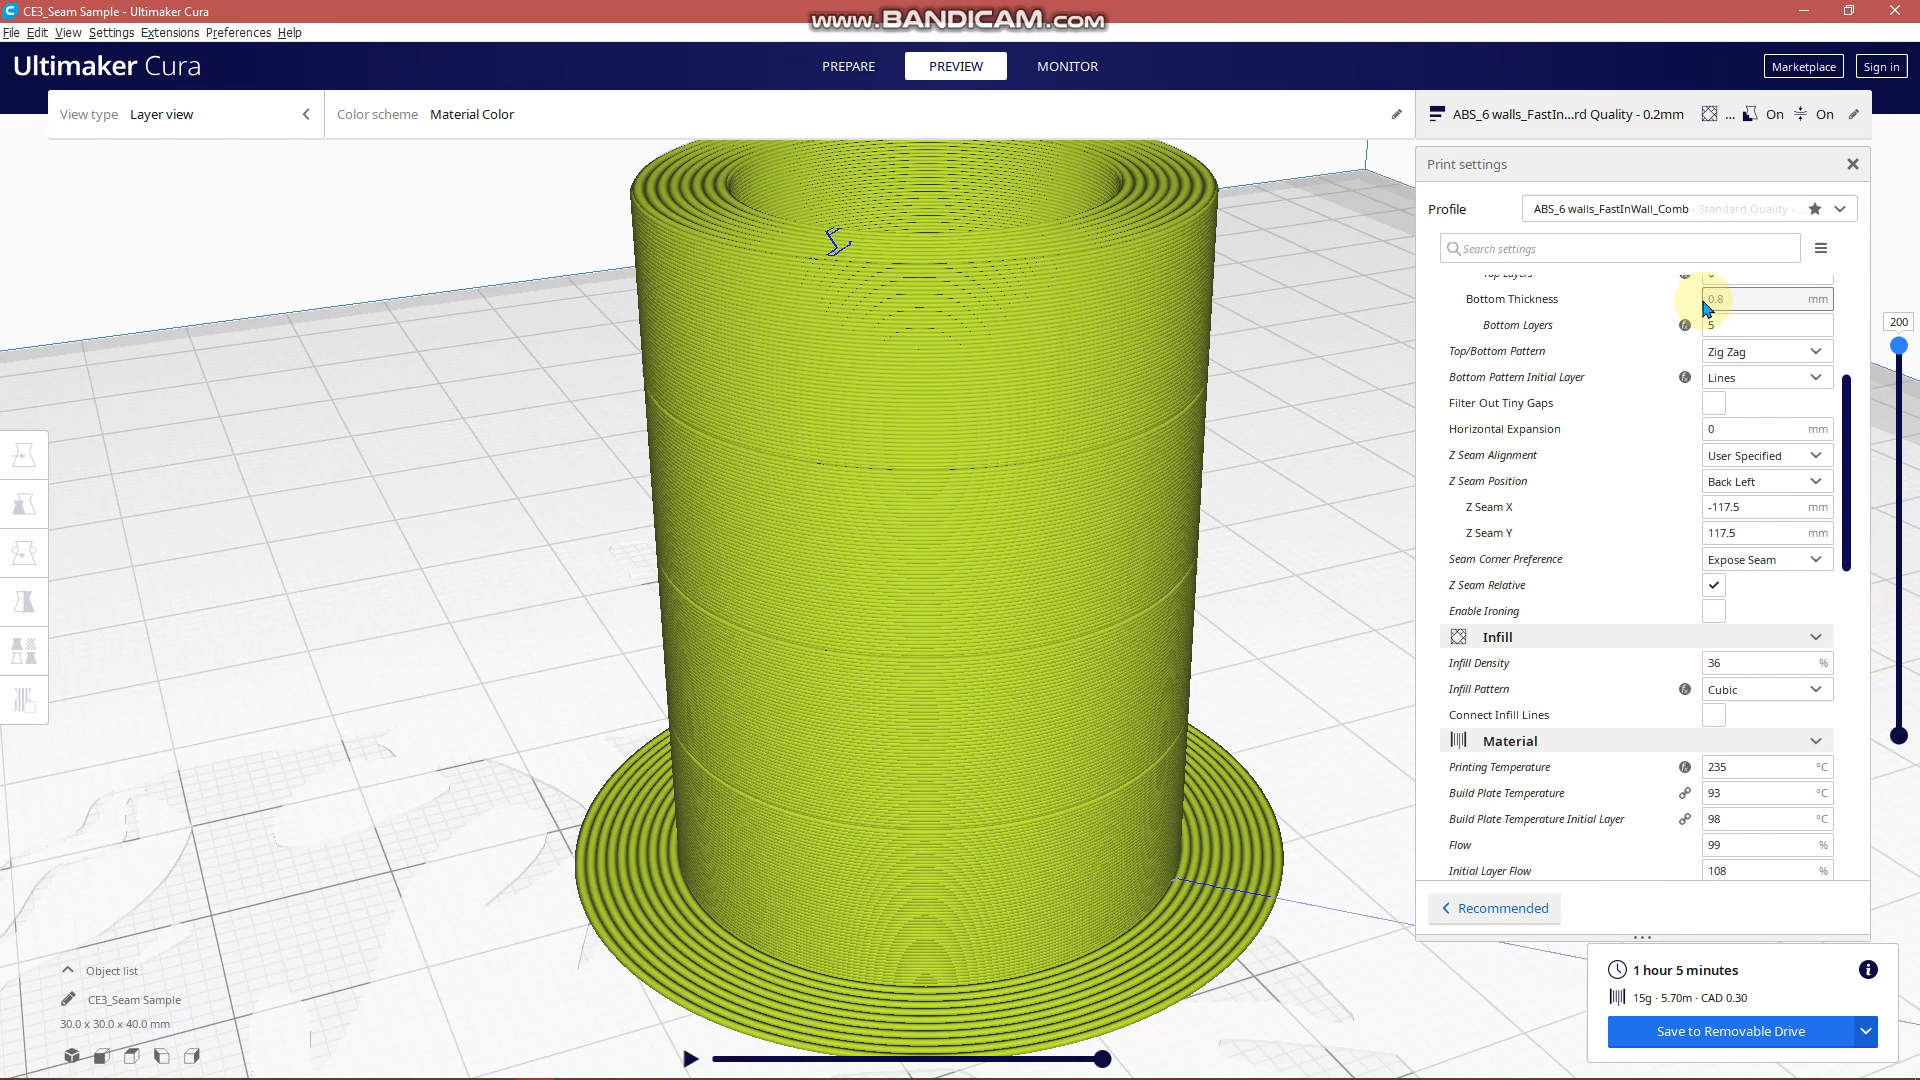 CE3_Seam Sample - Ultimaker Cura
www.BANDICAM.com
File Edit View Settings Extensions Preferences Help
Ultimaker Cura
PREPARE
PREVIEW
MONITOR
Marketplace
Sign in
View type Layer view
Color scheme Material Color
ABS_6 walls_FastIn...rd Quality - 0.2mm
...
On
On
Print settings
Profile
ABS_6 walls_FastInWall_Comb - Standard Quality - ...
Search settings
Top Layers
Bottom Thickness 0.8 mm
Bottom Layers 5
Top/Bottom Pattern Zig Zag
Bottom Pattern Initial Layer Lines
Filter Out Tiny Gaps
Horizontal Expansion 0 mm
Z Seam Alignment User Specified
Z Seam Position Back Left
Z Seam X -117.5 mm
Z Seam Y 117.5 mm
Seam Corner Preference Expose Seam
Z Seam Relative
Enable Ironing
Infill
Infill Density 36 %
Infill Pattern Cubic
Connect Infill Lines
Material
Printing Temperature 235 °C
Build Plate Temperature 93 °C
Build Plate Temperature Initial Layer 98 °C
Flow 99 %
Initial Layer Flow 108 %
Recommended
200
Object list
CE3_Seam Sample
30.0 x 30.0 x 40.0 mm
1 hour 5 minutes
15g · 5.70m · CAD 0.30
Save to Removable Drive